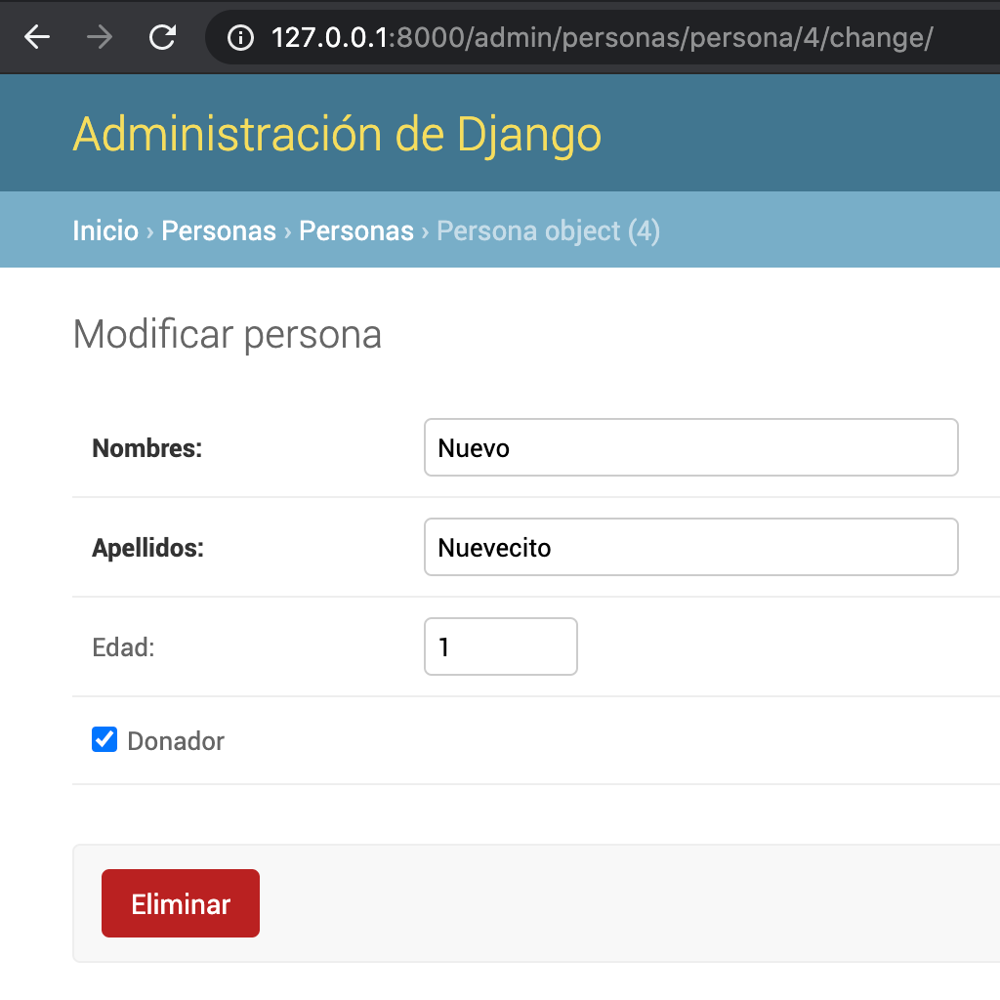 127.0.0.1:8000/admin/personas/persona/4/change/
Administración de Django
Inicio › Personas › Personas › Persona object (4)
Modificar persona
Nombres: Nuevo
Apellidos: Nuevecito
Edad: 1
Donador
Eliminar